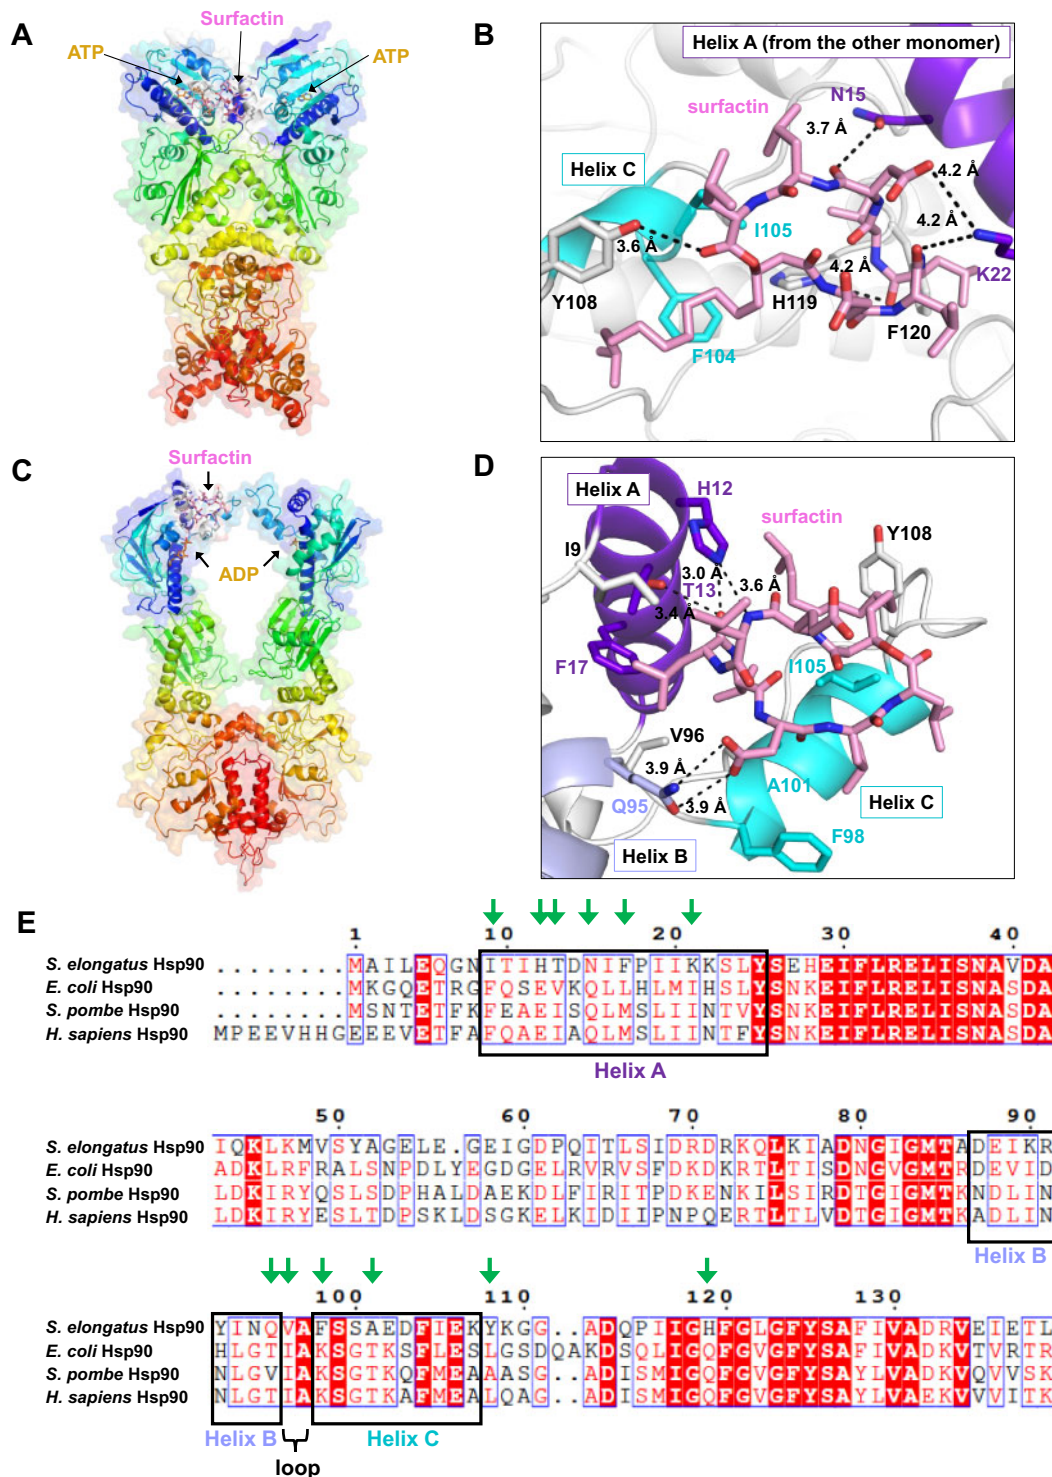 A
Surfactin
ATP
ATP
B
Helix A (from the other monomer)
surfactin
N15
3.7 Å
Helix C
4.2 Å
I105
4.2 Å
3.6 Å
4.2 Å
K22
Y108
H119
F120
F104
C
Surfactin
ADP
D
Helix A
H12
surfactin
Y108
I9
3.0 Å
T13
3.6 Å
3.4 Å
F17
I105
V96
3.9 Å
A101
Q95
3.9 Å
Helix C
F98
Helix B
E
1 10 20 30 40
S. elongatus Hsp90 ........MAILEQGNITIHTDNIFPIIKKSLYSEHEIFLRELISNAVDA
E. coli Hsp90 ........MKGQETRGFQSEVKQLLHLMIHSLYSNKEIFLRELISNASDA
S. pombe Hsp90 ........MSNTETFKFEAEISQLMSLIINTVYSNKEIFLRELISNASDA
H. sapiens Hsp90 MPEEVHHGEEEVETFAFQAEIAQLMSLIINTFYSNKEIFLRELISNASDA
Helix A
50 60 70 80 90
S. elongatus Hsp90 IQKLKMVSYAGELE.GEIGDPQITLSIDRDRKQLKIADNGIGMTADEIKR
E. coli Hsp90 ADKLRFRALSNPDLYEGDGELRVRVSFDKDKRTLTISDNGVGMTRDEVID
S. pombe Hsp90 LDKIRYQSLSDPHALDAEKDLFIRITPDKENKILSIRDTGIGMTKNDLIN
H. sapiens Hsp90 LDKIRYESLTDPSKLDSGKELKIDIIPNPQERTLTLVDTGIGMTKADLIN
Helix B
100 110 120 130
S. elongatus Hsp90 YINQVAFSSAEDFIEKYKGG..ADQPIIGHFGLGFYSAFIVADRVEIETL
E. coli Hsp90 HLGTIAKSGTKSFLESLGSDQAKDSQLIGQFGVGFYSAFIVADKVTVRTR
S. pombe Hsp90 NLGVIAKSGTKQFMEAAASG..ADISMIGQFGVGFYSAYLVADKVQVVSK
H. sapiens Hsp90 NLGTIAKSGTKAFMEALQAG..ADISMIGQFGVGFYSAYLVAEKVVVITK
Helix B
loop
Helix C